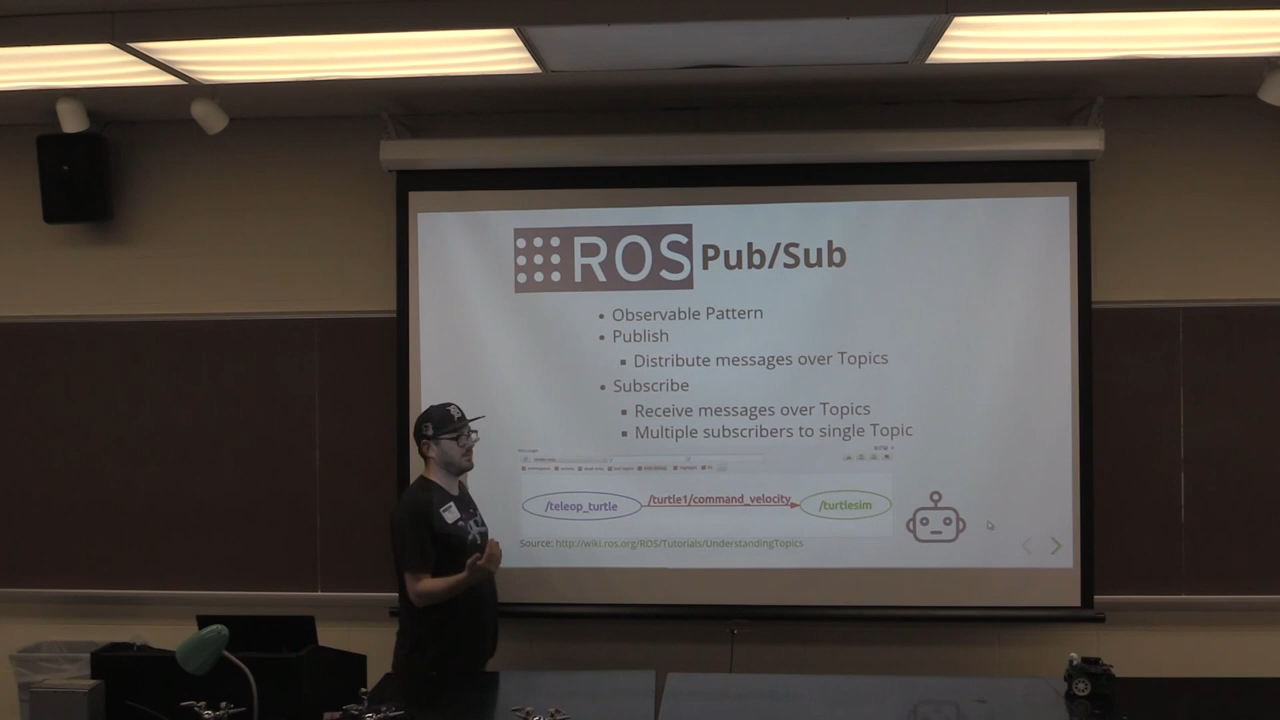 ROS Pub/Sub
Observable Pattern
Publish
Distribute messages over Topics
Subscribe
Receive messages over Topics
Multiple subscribers to single Topic
/teleop_turtle
/turtle1/command_velocity
/turtlesim
Source: http://wiki.ros.org/ROS/Tutorials/UnderstandingTopics